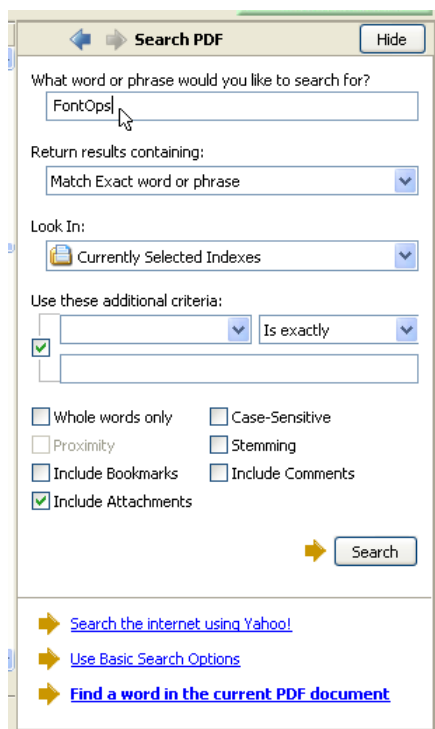 Search PDF Hide
What word or phrase would you like to search for?
FontOps
Return results containing:
Match Exact word or phrase
Look In:
Currently Selected Indexes
Use these additional criteria:
Is exactly
Whole words only Case-Sensitive
Proximity Stemming
Include Bookmarks Include Comments
Include Attachments
Search
Search the internet using Yahoo!
Use Basic Search Options
Find a word in the current PDF document